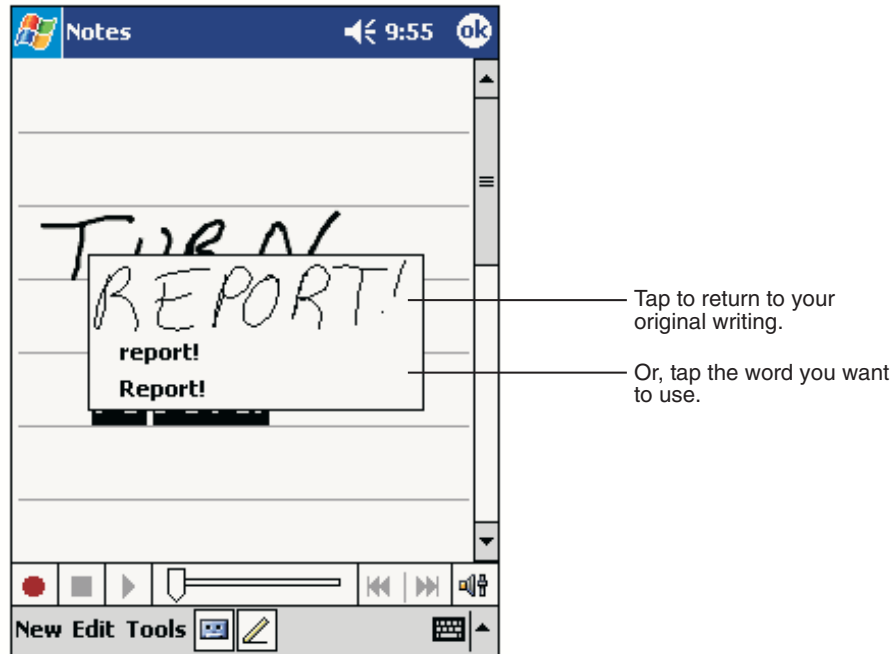 Notes 9:55 ok
TURN
REPORT!
report!
Report!
Tap to return to your
original writing.
Or, tap the word you want
to use.
New Edit Tools